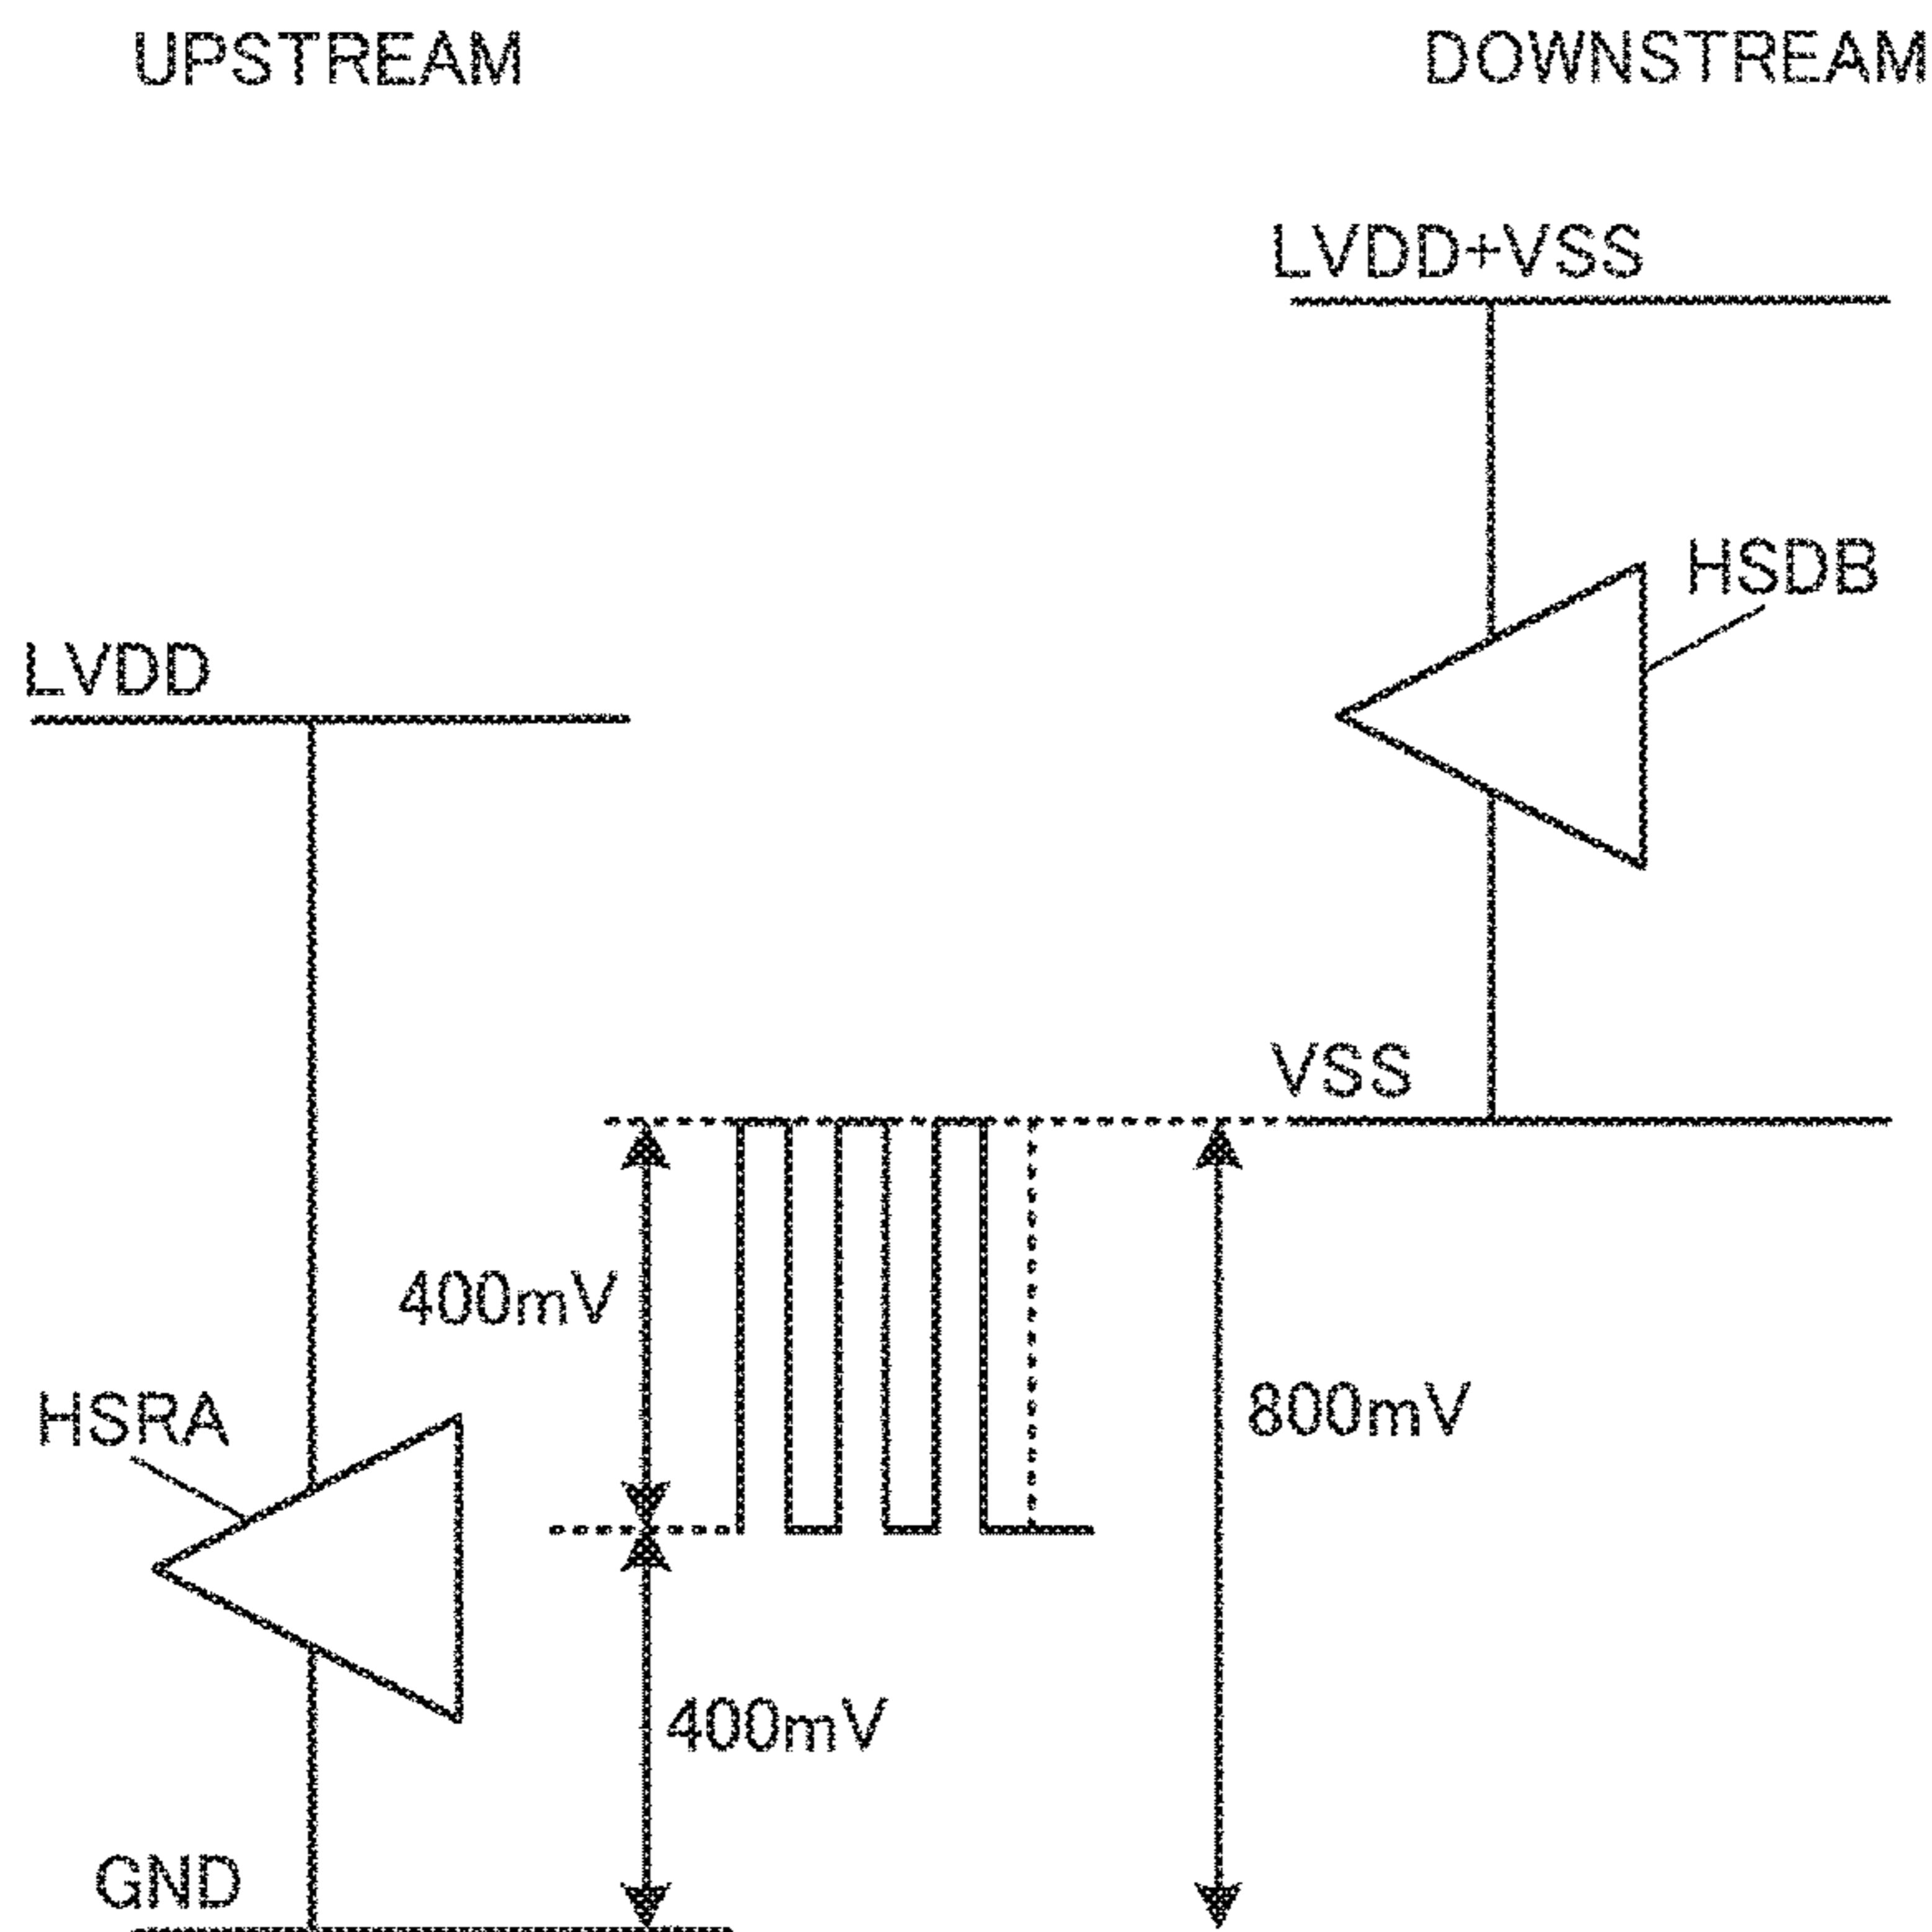 UPSTREAM
DOWNSTREAM
LVDD+VSS
HSDB
LVDD
VSS
400mV
800mV
HSRA
400mV
GND